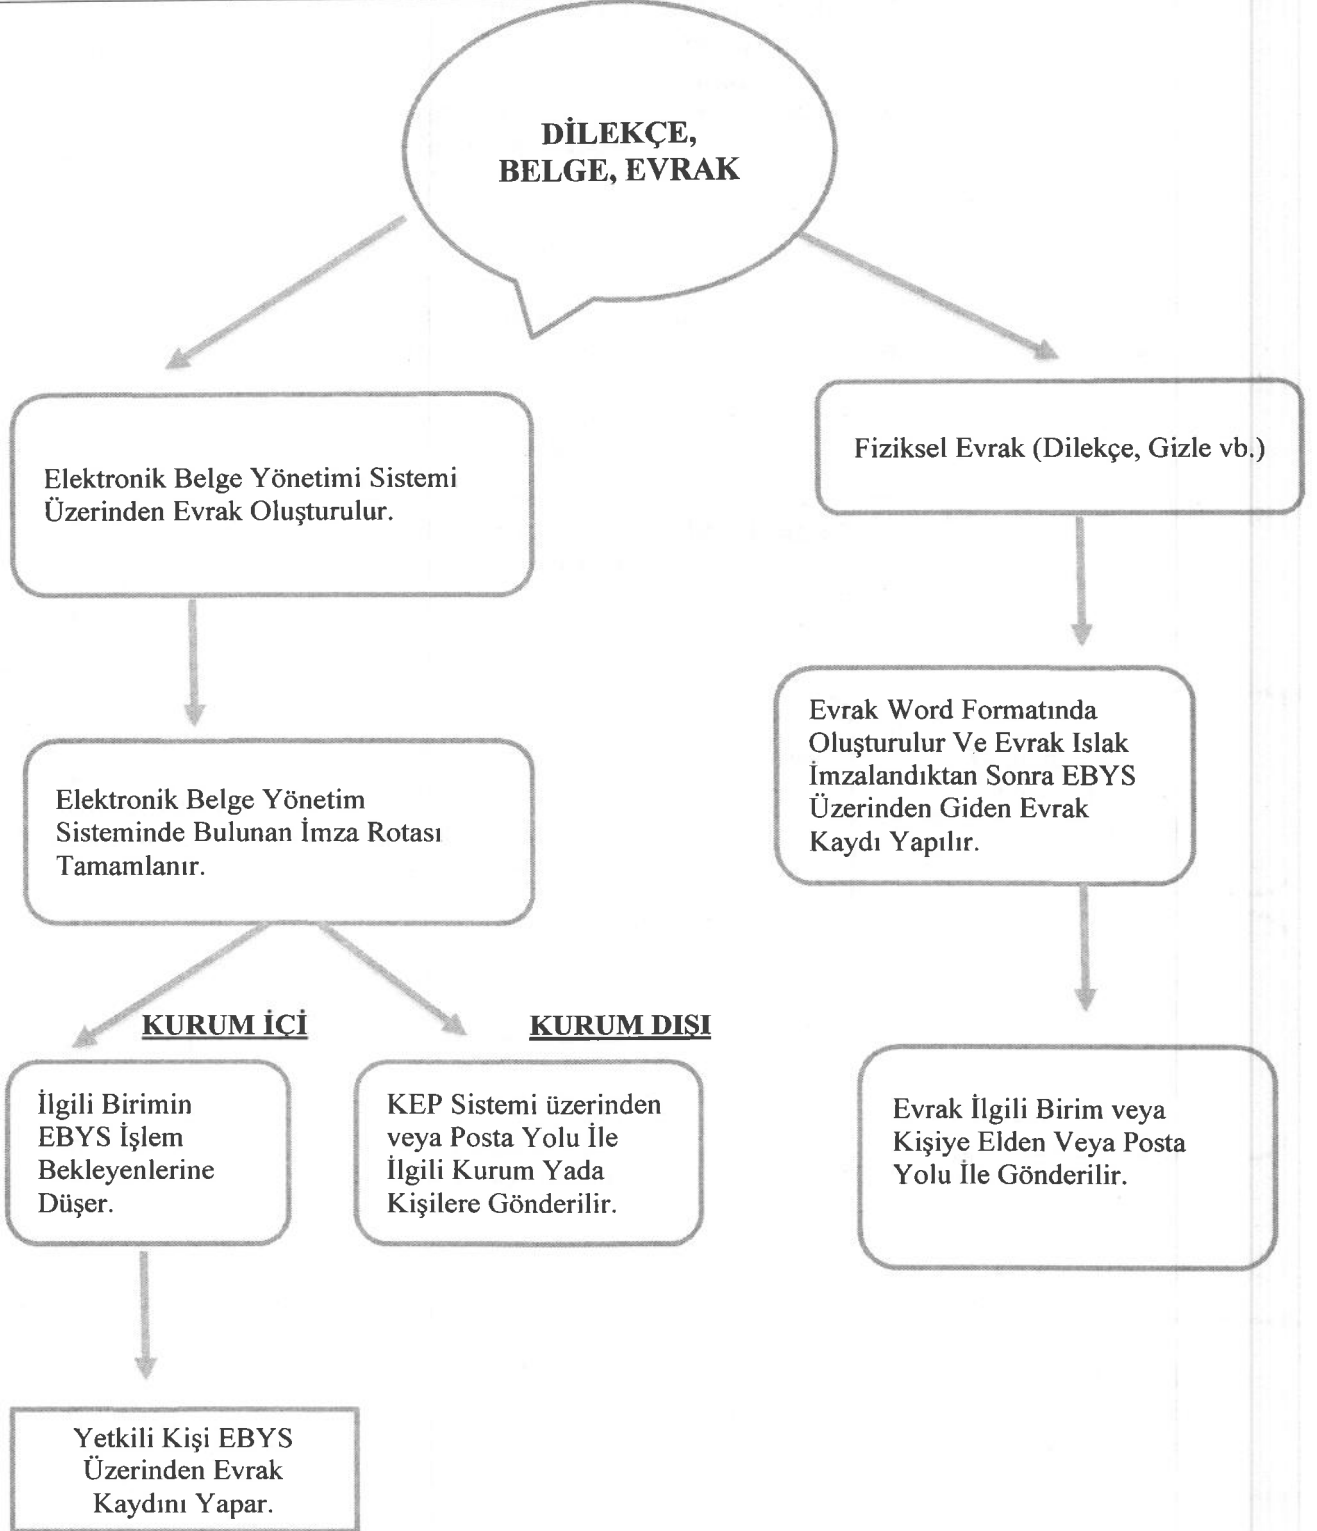 DİLEKÇE,
BELGE, EVRAK
Elektronik Belge Yönetimi Sistemi
Üzerinden Evrak Oluşturulur.
Fiziksel Evrak (Dilekçe, Gizle vb.)
Elektronik Belge Yönetim
Sisteminde Bulunan İmza Rotası
Tamamlanır.
Evrak Word Formatında
Oluşturulur Ve Evrak Islak
İmzalandıktan Sonra EBYS
Üzerinden Giden Evrak
Kaydı Yapılır.
KURUM İÇİ
İlgili Birimin
EBYS İşlem
Bekleyenlerine
Düşer.
KURUM DIŞI
KEP Sistemi üzerinden
veya Posta Yolu İle
İlgili Kurum Yada
Kişilere Gönderilir.
Evrak İlgili Birim veya
Kişiye Elden Veya Posta
Yolu İle Gönderilir.
Yetkili Kişi EBYS
Üzerinden Evrak
Kaydını Yapar.